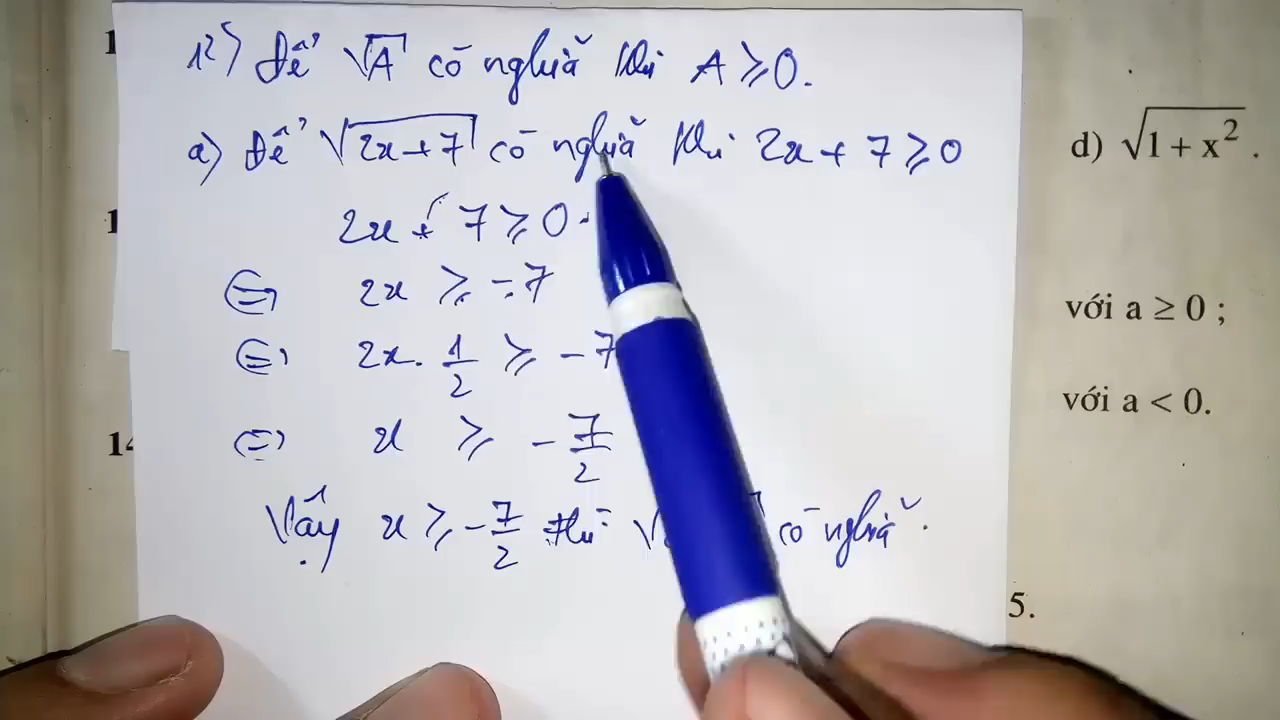 12) Để √A có nghĩa khi A ⩾ 0.
a) Để √2x+7 có nghĩa khi 2x + 7 ⩾ 0
2x + 7 ⩾ 0
⇔ 2x ⩾ -7
⇔ 2x. 1/2 ⩾ -7
⇔ x ⩾ -7/2
Vậy x ⩾ -7/2 thì √ có nghĩa.
d) √1 + x² .
với a ≥ 0 ;
với a < 0.
14
5.